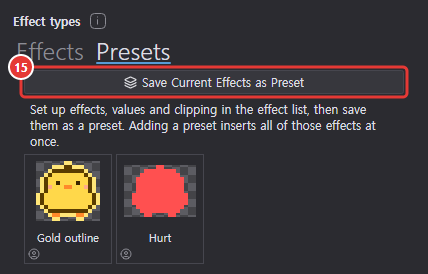 Effect types i
Effects Presets
15
Save Current Effects as Preset
Set up effects, values and clipping in the effect list, then save
them as a preset. Adding a preset inserts all of those effects at
once.
Gold outline Hurt